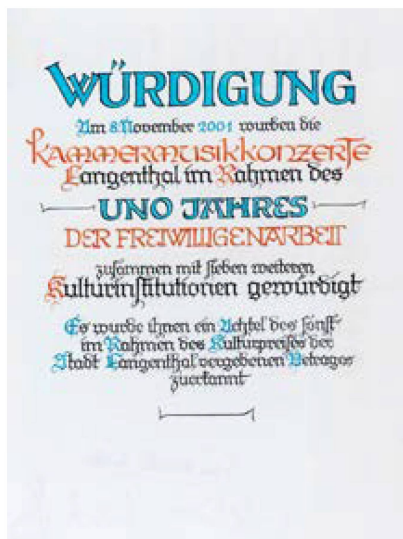 WÜRDIGUNG
Am 8. November 2001 wurden die
KAMMERMUSIKKONZERTE
Langenthal im Rahmen des
UNO JAHRES
DER FREIWILLIGENARBEIT
zusammen mit sieben weiteren
Kulturinstitutionen gewürdigt
Es wurde ihnen ein Achtel des sonst
im Rahmen des Kulturpreises der
Stadt Langenthal vergebenen Betrages
zuerkannt